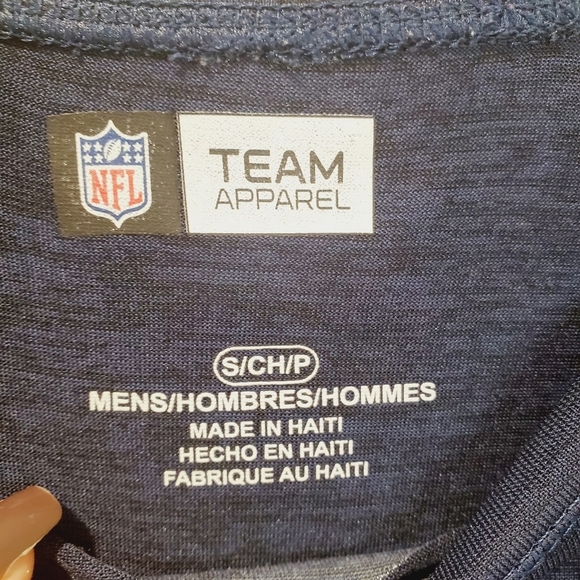 NFL
TEAM
APPAREL
S/CH/P
MENS/HOMBRES/HOMMES
MADE IN HAITI
HECHO EN HAITI
FABRIQUE AU HAITI